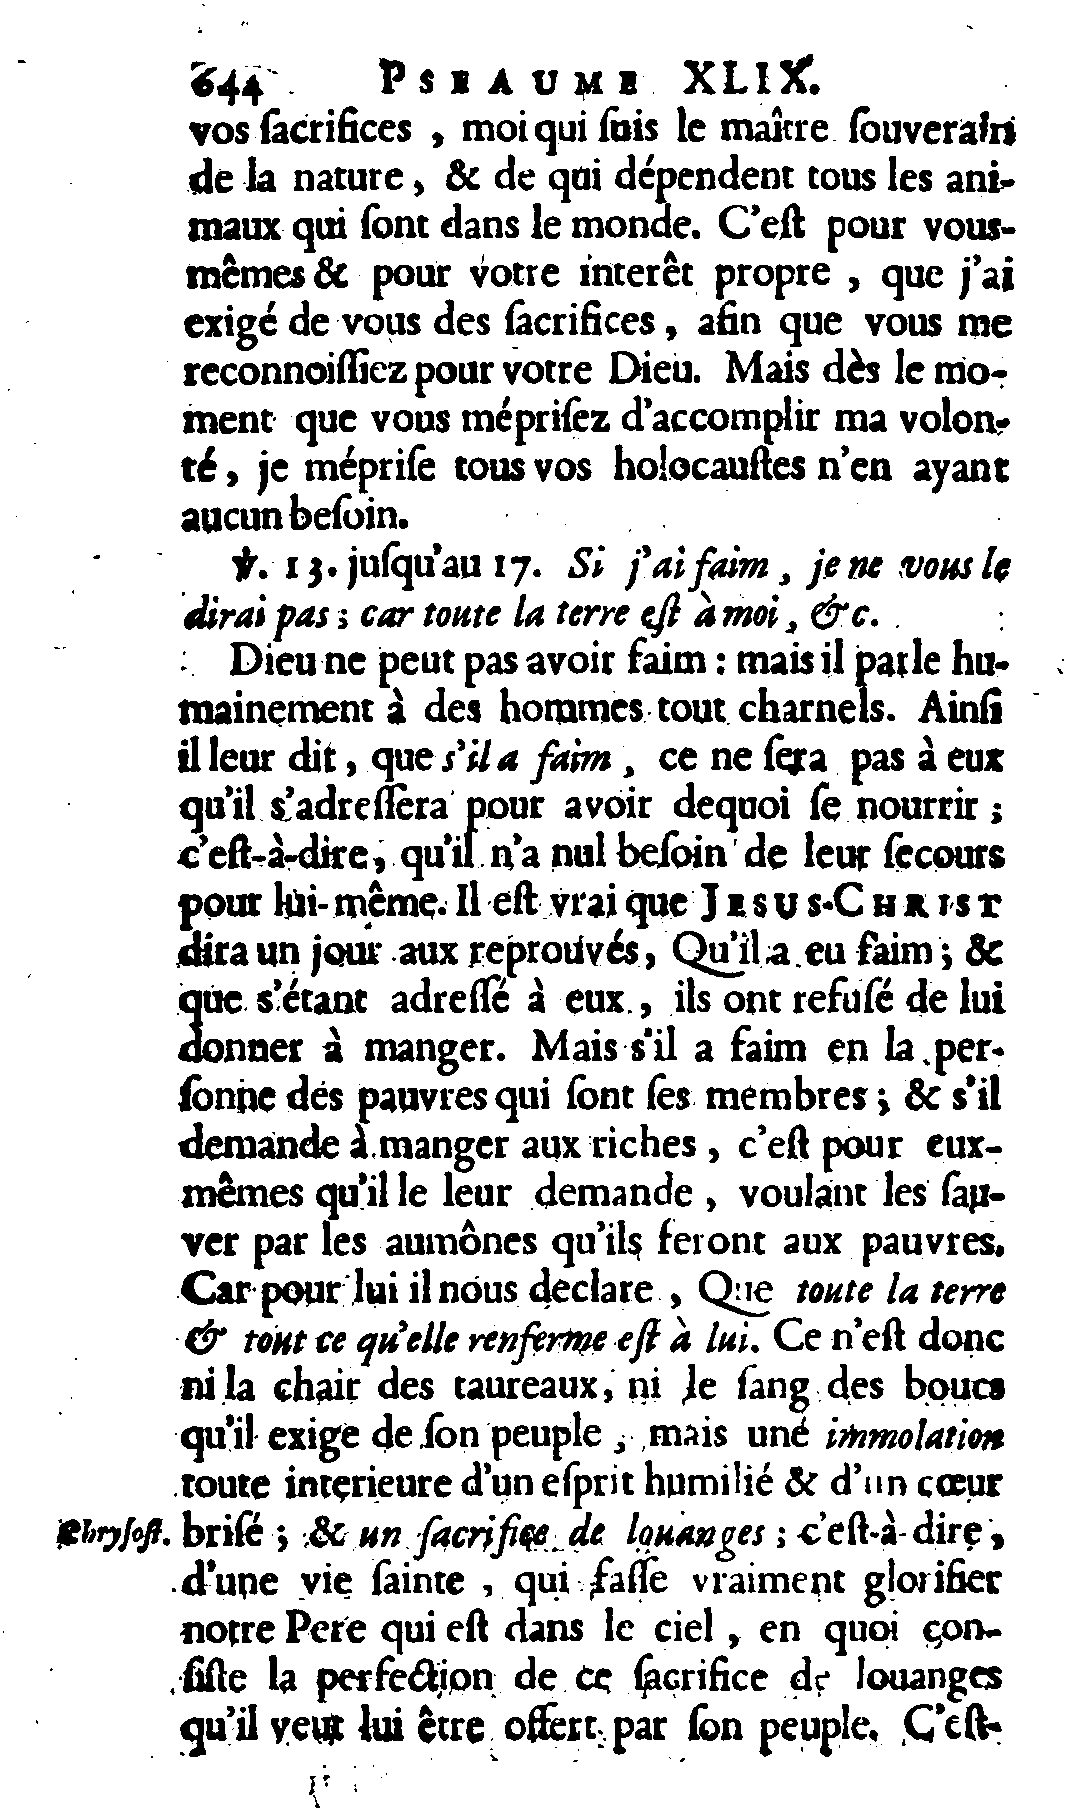 644 PSEAUME XLIX.
vos ſacrifices, moi qui ſuis le maître ſouverain
de la nature, & de qui dépendent tous les ani-
maux qui ſont dans le monde. C'eſt pour vous-
mêmes & pour votre interêt propre, que j'ai
exigé de vous des ſacrifices, afin que vous me
reconnoiſſiez pour votre Dieu. Mais dès le mo-
ment que vous mépriſez d'accomplir ma volon-
té, je mépriſe tous vos holocauſtes n'en ayant
aucun beſoin.
℣. 13. juſqu'au 17. Si j'ai faim, je ne vous le
dirai pas; car toute la terre eſt à moi, &c.
Dieu ne peut pas avoir faim: mais il parle hu-
mainement à des hommes tout charnels. Ainſi
il leur dit, que s'il a faim, ce ne ſera pas à eux
qu'il s'adreſſera pour avoir dequoi ſe nourrir;
c'eſt-à-dire, qu'il n'a nul beſoin de leur ſecours
pour lui-même. Il eſt vrai que JESUS-CHRIST
dira un jour aux reprouvés, Qu'il a eu faim; &
que s'étant adreſſé à eux, ils ont refuſé de lui
donner à manger. Mais s'il a faim en la per-
ſonne des pauvres qui ſont ſes membres; & s'il
demande à manger aux riches, c'eſt pour eux-
mêmes qu'il le leur demande, voulant les ſau-
ver par les aumônes qu'ils feront aux pauvres.
Car pour lui il nous declare, Que toute la terre
& tout ce qu'elle renferme eſt à lui. Ce n'eſt donc
ni la chair des taureaux, ni le ſang des boucs
qu'il exige de ſon peuple, mais une immolation
toute interieure d'un eſprit humilié & d'un cœur
Chryſoſt. briſé; & un ſacrifice de louanges; c'eſt-à-dire,
d'une vie ſainte, qui faſſe vraiment glorifier
notre Pere qui eſt dans le ciel, en quoi con-
ſiſte la perfection de ce ſacrifice de louanges
qu'il veut lui être offert par ſon peuple. C'eſt-